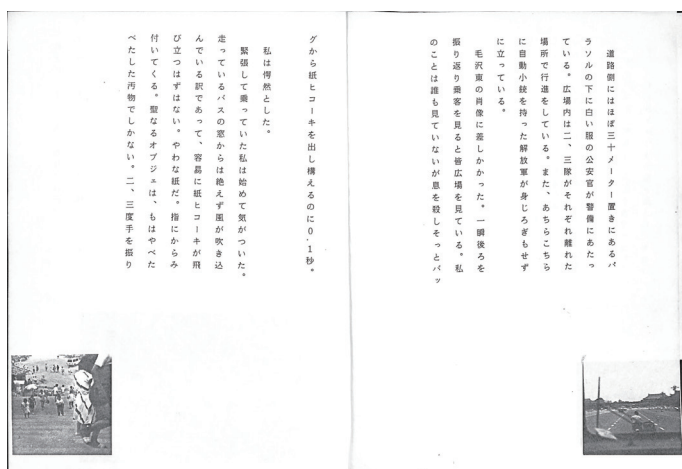 道路側にはほぼ三十メーター置きにあるパ
ラソルの下に白い服の公安官が警備にあたっ
ている。広場内は二、三隊がそれぞれ離れた
場所で行進をしている。また、あちらこちら
に自動小銃を持った解放軍が身じろぎもせず
に立っている。
毛沢東の肖像に差しかかった。一瞬後ろを
振り返り乗客を見ると皆広場を見ている。私
のことは誰も見ていないが息を殺しそっとバッ
グから紙ヒコーキを出し構えるのに0.1秒。
私は愕然とした。
緊張して乗っていた私は始めて気がついた。
走っているバスの窓からは絶えず風が吹き込
んでいる訳であって、容易に紙ヒコーキが飛
び立つはずはない。やわな紙だ。指にからみ
付いてくる。聖なるオブジェは、もはやべた
べたした汚物でしかない。二、三度手を振り